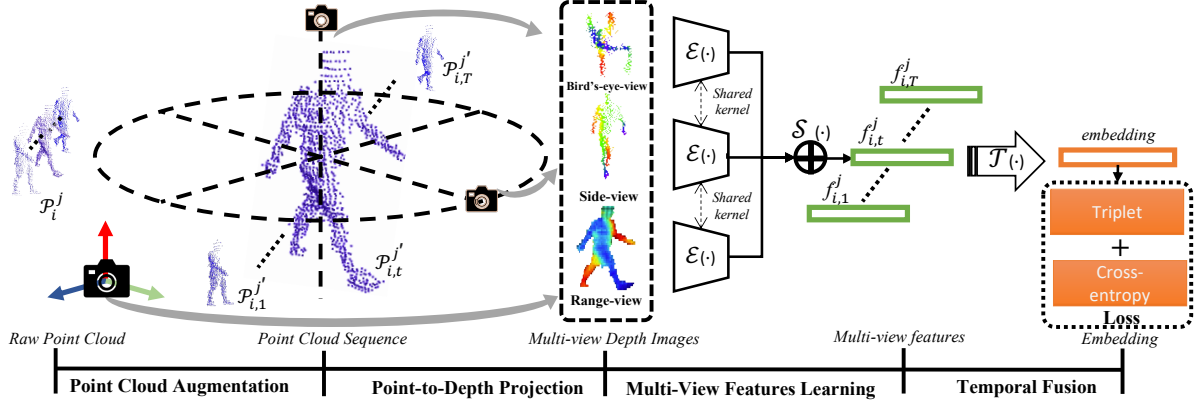 𝒫_i^j
𝒫_{i,1}^{j'}
𝒫_{i,t}^{j'}
𝒫_{i,T}^{j'}
Bird's-eye-view
Side-view
Range-view
ℰ(·)
Shared
kernel
ℰ(·)
Shared
kernel
ℰ(·)
𝒮(·)
f_{i,T}^j
f_{i,t}^j
f_{i,1}^j
𝒯(·)
embedding
Triplet
+
Cross-
entropy
Loss
Raw Point Cloud
Point Cloud Sequence
Multi-view Depth Images
Multi-view features
Embedding
Point Cloud Augmentation
Point-to-Depth Projection
Multi-View Features Learning
Temporal Fusion